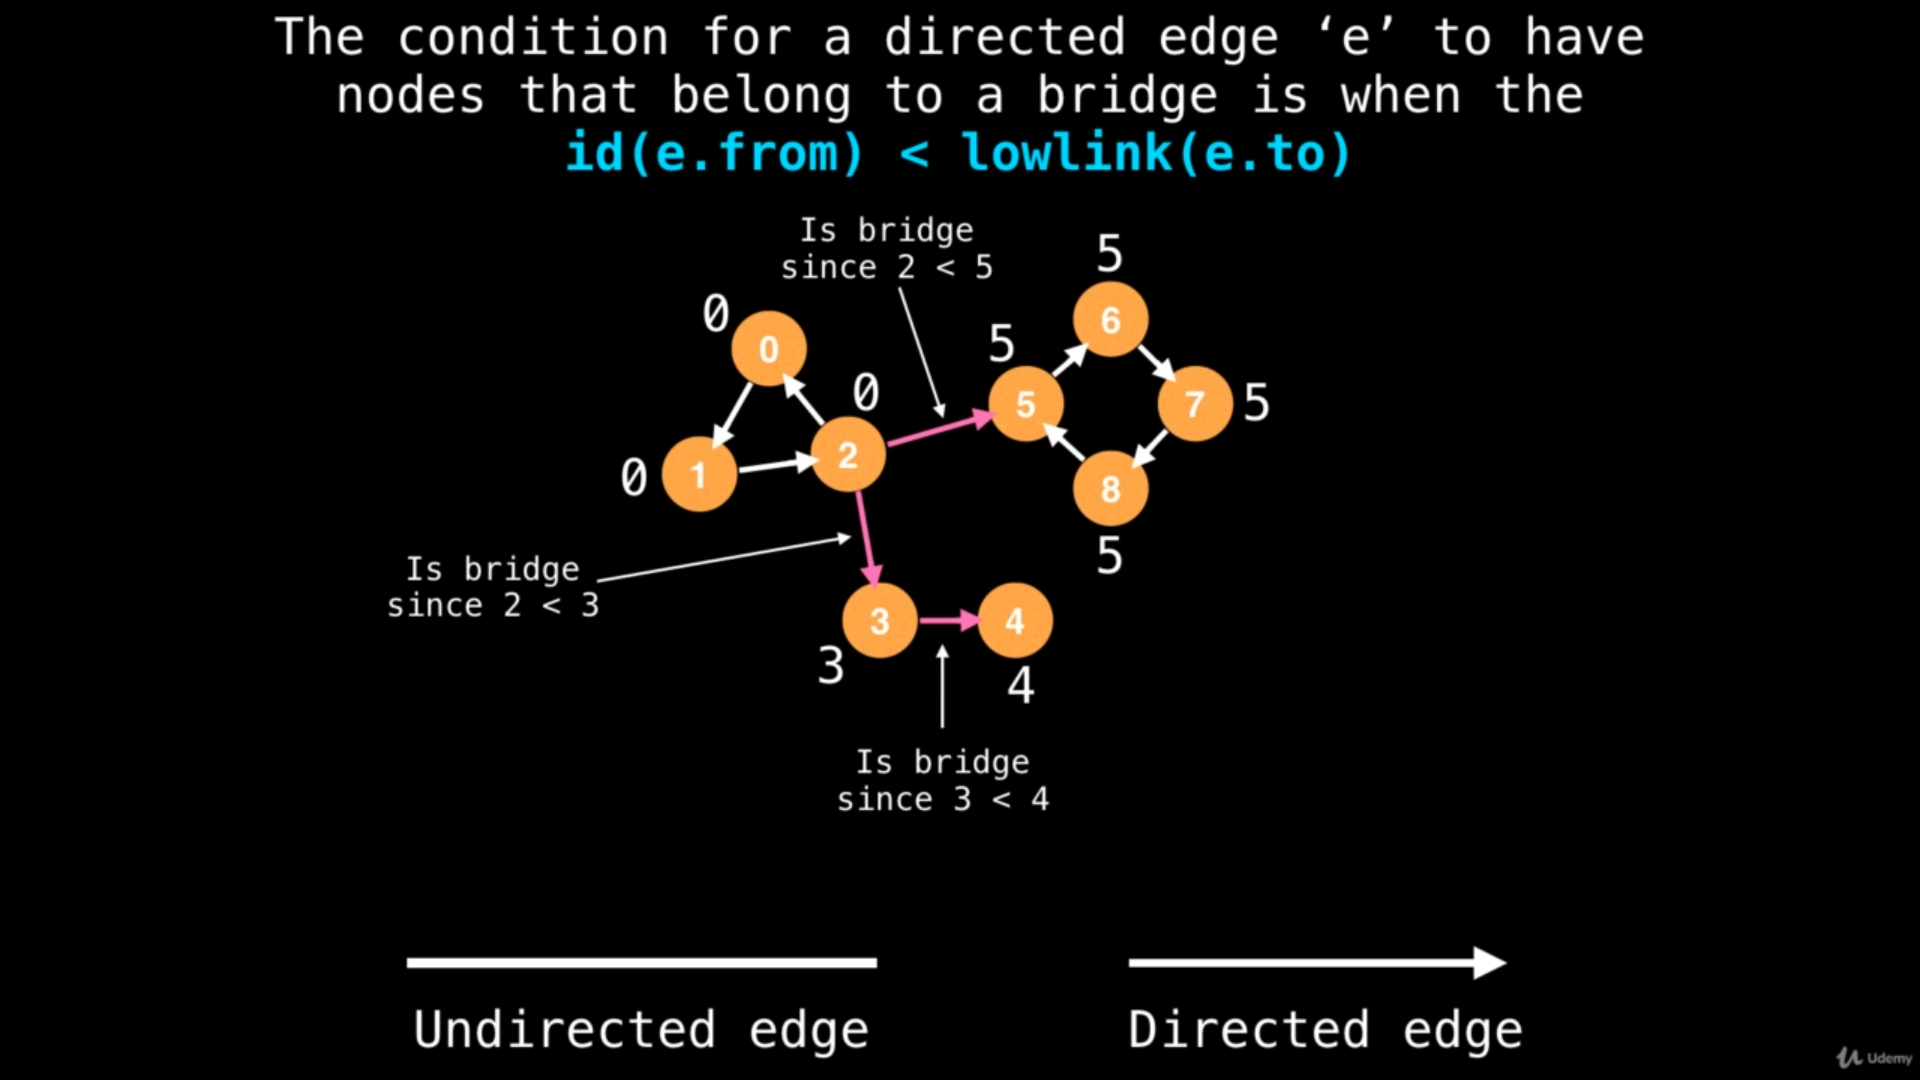 The condition for a directed edge ‘e’ to have
nodes that belong to a bridge is when the
id(e.from) < lowlink(e.to)
Is bridge
since 2 < 5
5
0
0
5
6
0
5
7
5
2
0
1
8
5
Is bridge
since 2 < 3
3
4
3
4
Is bridge
since 3 < 4
Undirected edge
Directed edge
Udemy